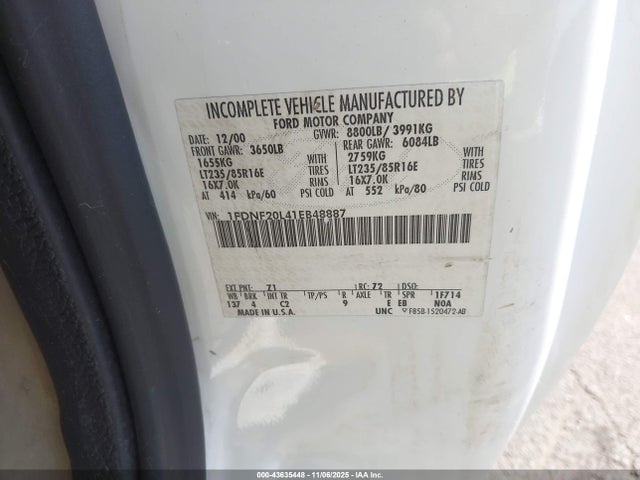 INCOMPLETE VEHICLE MANUFACTURED BY
FORD MOTOR COMPANY
DATE: 12/00 GVWR: 8800LB/ 3991KG
FRONT GAWR: 3650LB REAR GAWR: 6084LB
1655KG WITH 2759KG WITH
LT235/85R16E TIRES LT235/85R16E TIRES
16X7.0K RIMS 16X7.0K RIMS
AT 414 kPa/60 PSI COLD AT 552 kPa/80 PSI COLD
VIN: 1FDNF20L41EB48887
EXT PNT: Z1 RC: 72 DSO:
WB BRK INT TR TP/PS R AXLE TR SPR 1F714
137 4 C2 9 E EB N0A
MADE IN U.S.A. UNC F85B-1520472-AB
000-43635448 - 11/06/2025 - IAA Inc.